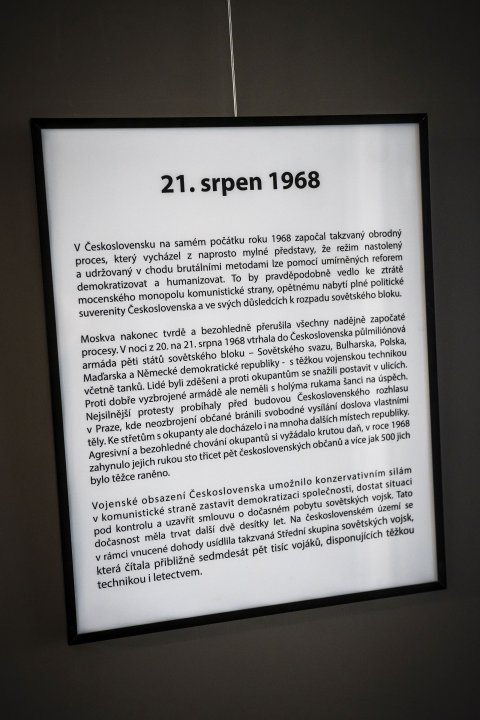 21. srpen 1968
V Československu na samém počátku roku 1968 započal takzvaný obrodný
proces, který vycházel z naprosto mylné představy, že režim nastolený
a udržovaný v chodu brutálními metodami lze pomocí umírněných reforem
demokratizovat a humanizovat. To by pravděpodobně vedlo ke ztrátě
mocenského monopolu komunistické strany, opětnému nabytí plné politické
suverenity Československa a ve svých důsledcích k rozpadu sovětského bloku.
Moskva nakonec tvrdě a bezohledně přerušila všechny nadějně započaté
procesy. V noci z 20. na 21. srpna 1968 vtrhala do Československa půlmiliónová
armáda pěti států sovětského bloku – Sovětského svazu, Bulharska, Polska,
Maďarska a Německé demokratické republiky - s těžkou vojenskou technikou
včetně tanků. Lidé byli zděšeni a proti okupantům se snažili postavit v ulicích.
Proti dobře vyzbrojené armádě ale neměli s holýma rukama šanci na úspěch.
Nejsilnější protesty probíhaly před budovou Československého rozhlasu
v Praze, kde neozbrojení občané bránili svobodné vysílání doslova vlastními
těly. Ke střetům s okupanty ale docházelo i na mnoha dalších místech republiky.
Agresivní a bezohledné chování okupantů si vyžádalo krutou daň, v roce 1968
zahynulo jejich rukou sto třicet pět československých občanů a více jak 500 jich
bylo těžce raněno.
Vojenské obsazení Československa umožnilo konzervativním silám
v komunistické straně zastavit demokratizaci společnosti, dostat situaci
pod kontrolu a uzavřít smlouvu o dočasném pobytu sovětských vojsk. Tato
dočasnost měla trvat další dvě desítky let. Na československém území se
v rámci vnucené dohody usídlila takzvaná Střední skupina sovětských vojsk,
která čítala přibližně sedmdesát pět tisíc vojáků, disponujících těžkou
technikou i letectvem.